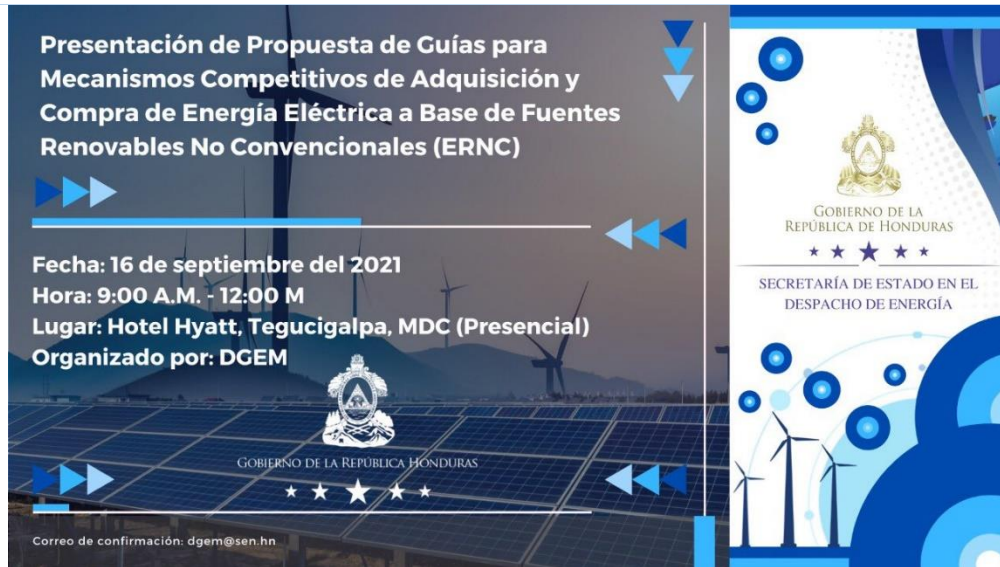 Presentación de Propuesta de Guías para
Mecanismos Competitivos de Adquisición y
Compra de Energía Eléctrica a Base de Fuentes
Renovables No Convencionales (ERNC)
Fecha: 16 de septiembre del 2021
Hora: 9:00 A.M. - 12:00 M
Lugar: Hotel Hyatt, Tegucigalpa, MDC (Presencial)
Organizado por: DGEM
GOBIERNO DE LA REPÚBLICA HONDURAS
Correo de confirmación: dgem@sen.hn
GOBIERNO DE LA
REPÚBLICA DE HONDURAS
SECRETARÍA DE ESTADO EN EL
DESPACHO DE ENERGÍA